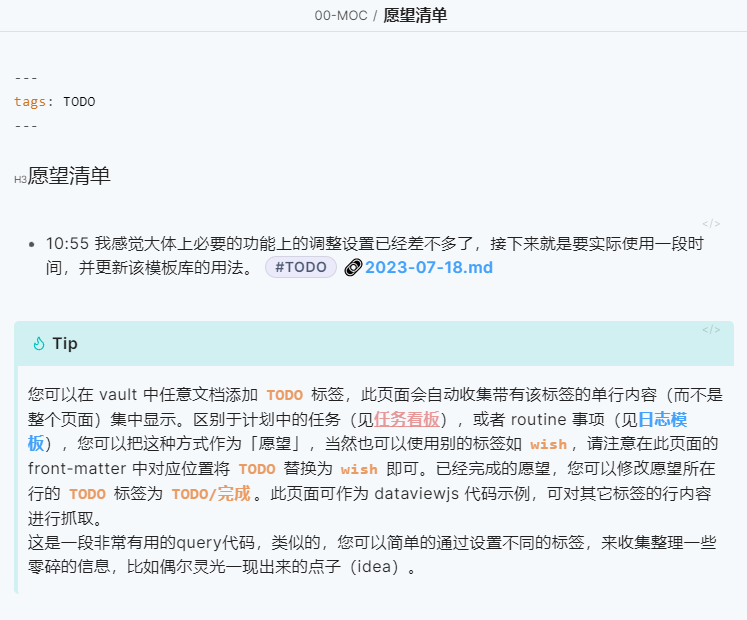 00-MOC / 愿望清单
---
tags: TODO
---
H3愿望清单
</>
• 10:55 我感觉大体上必要的功能上的调整设置已经差不多了，接下来就是要实际使用一段时
间，并更新该模板库的用法。 #TODO 2023-07-18.md
</>
Tip
您可以在 vault 中任意文档添加 TODO 标签，此页面会自动收集带有该标签的单行内容（而不是
整个页面）集中显示。区别于计划中的任务（见任务看板），或者 routine 事项（见日志模
板），您可以把这种方式作为「愿望」，当然也可以使用别的标签如 wish，请注意在此页面的
front-matter 中对应位置将 TODO 替换为 wish 即可。已经完成的愿望，您可以修改愿望所在
行的 TODO 标签为 TODO/完成。此页面可作为 dataviewjs 代码示例，可对其它标签的行内容
进行抓取。
这是一段非常有用的query代码，类似的，您可以简单的通过设置不同的标签，来收集整理一些
零碎的信息，比如偶尔灵光一现出来的点子（idea）。